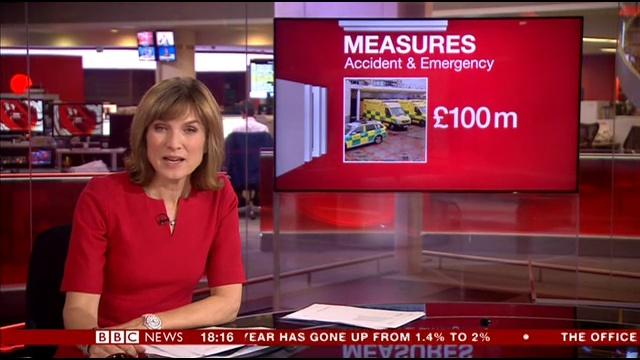 MEASURES
Accident & Emergency
£100m
BBC NEWS 18:16 YEAR HAS GONE UP FROM 1.4% TO 2% • THE OFFICE